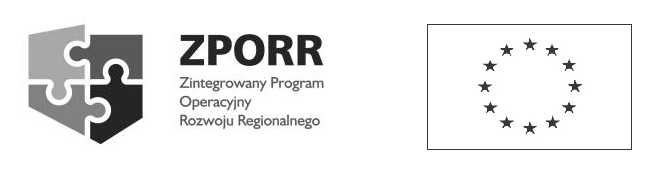 ZPORR
Zintegrowany Program
Operacyjny
Rozwoju Regionalnego